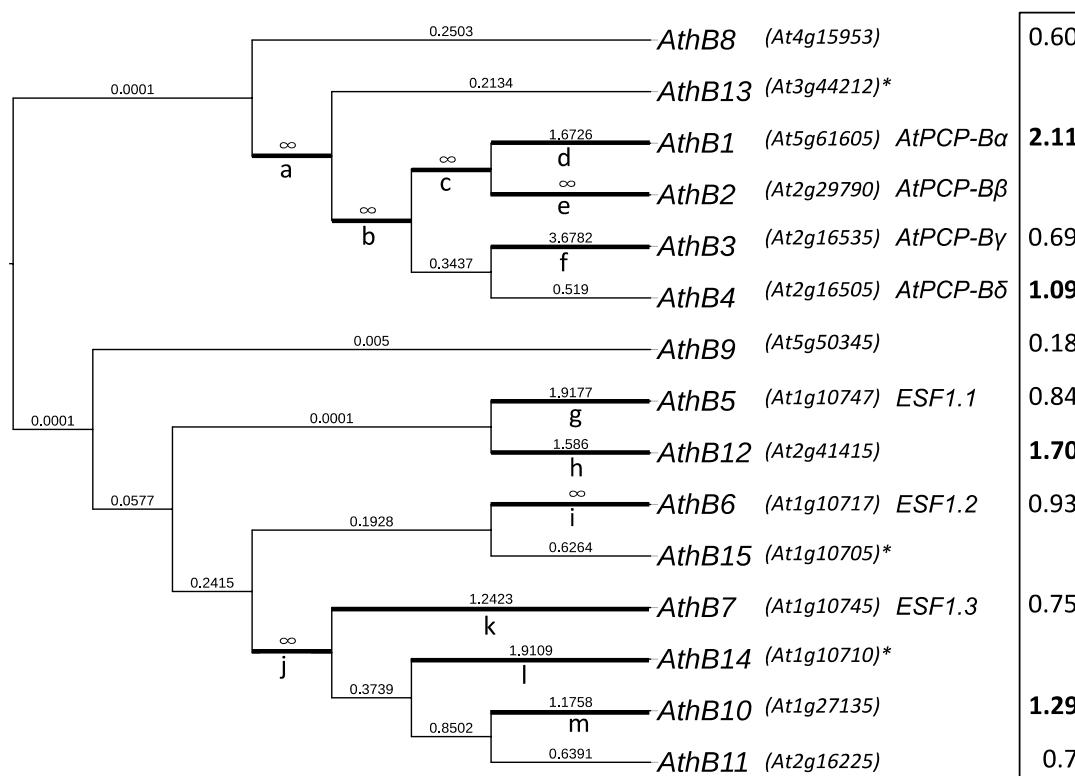 0.2503
AthB8 (At4g15953) 0.60
0.0001
0.2134
AthB13 (At3g44212)*
∞
a
1.6726
AthB1 (At5g61605) AtPCP-Bα 2.11
d
∞
c
∞
AthB2 (At2g29790) AtPCP-Bβ
e
∞
b
3.6782
AthB3 (At2g16535) AtPCP-Bγ 0.69
f
0.3437
0.519
AthB4 (At2g16505) AtPCP-Bδ 1.09
0.005
AthB9 (At5g50345) 0.18
0.0001
1.9177
AthB5 (At1g10747) ESF1.1 0.84
g
0.0001
1.586
AthB12 (At2g41415) 1.70
h
0.0577
∞
AthB6 (At1g10717) ESF1.2 0.93
i
0.1928
0.6264
AthB15 (At1g10705)*
0.2415
1.2423
AthB7 (At1g10745) ESF1.3 0.75
k
∞
j
1.9109
AthB14 (At1g10710)*
l
0.3739
1.1758
AthB10 (At1g27135) 1.29
m
0.8502
0.6391
AthB11 (At2g16225) 0.7